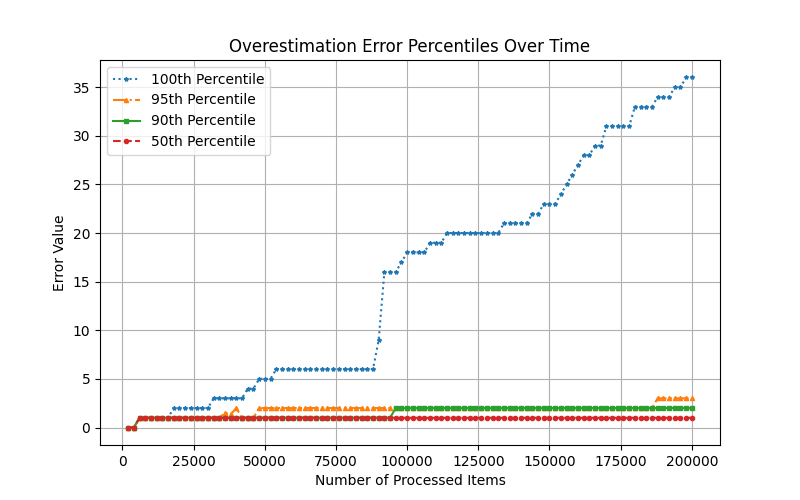 Overestimation Error Percentiles Over Time
100th Percentile
95th Percentile
90th Percentile
50th Percentile
Error Value
35
30
25
20
15
10
5
0
0 25000 50000 75000 100000 125000 150000 175000 200000
Number of Processed Items